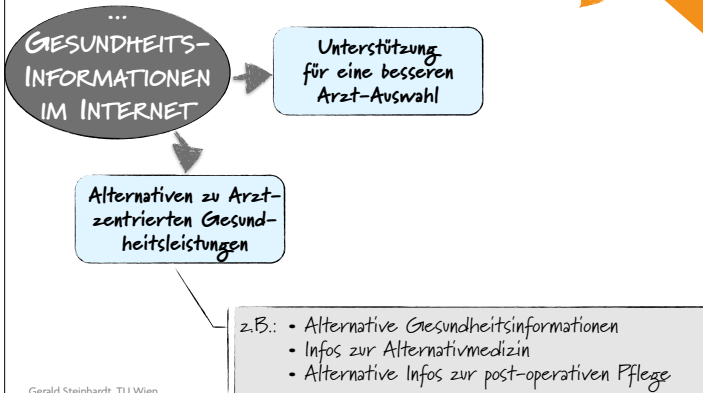 ...
GESUNDHEITS-
INFORMATIONEN
IM INTERNET
Unterstützung
für eine besseren
Arzt-Auswahl
Alternativen zu Arzt-
zentrierten Gesund-
heitsleistungen
z.B.: • Alternative Gesundheitsinformationen
• Infos zur Alternativmedizin
• Alternative Infos zur post-operativen Pflege
Gerald Steinhardt, TU Wien